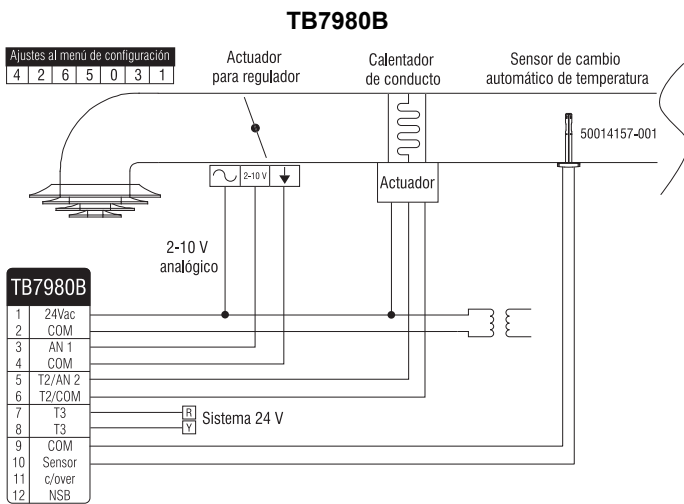 TB7980B
Ajustes al menú de configuración
4 2 6 5 0 3 1
Actuador
para regulador
Calentador
de conducto
Sensor de cambio
automático de temperatura
50014157-001
2-10 V
Actuador
2-10 V
analógico
TB7980B
1 24Vac
2 COM
3 AN 1
4 COM
5 T2/AN 2
6 T2/COM
7 T3
8 T3
9 COM
10 Sensor
11 c/over
12 NSB
R
Y
Sistema 24 V